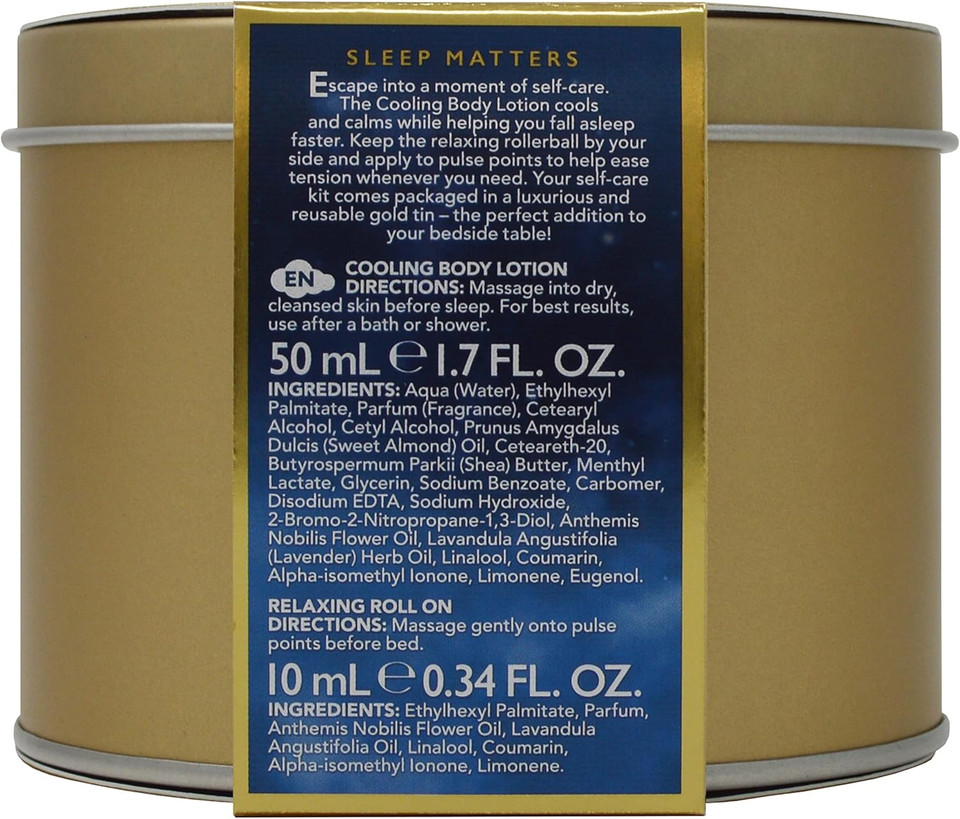 SLEEP MATTERS
Escape into a moment of self-care.
The Cooling Body Lotion cools
and calms while helping you fall asleep
faster. Keep the relaxing rollerball by your
side and apply to pulse points to help ease
tension whenever you need. Your self-care
kit comes packaged in a luxurious and
reusable gold tin – the perfect addition to
your bedside table!
EN
COOLING BODY LOTION
DIRECTIONS: Massage into dry,
cleansed skin before sleep. For best results,
use after a bath or shower.
50 mL ℮ 1.7 FL. OZ.
INGREDIENTS: Aqua (Water), Ethylhexyl
Palmitate, Parfum (Fragrance), Cetearyl
Alcohol, Cetyl Alcohol, Prunus Amygdalus
Dulcis (Sweet Almond) Oil, Ceteareth-20,
Butyrospermum Parkii (Shea) Butter, Menthyl
Lactate, Glycerin, Sodium Benzoate, Carbomer,
Disodium EDTA, Sodium Hydroxide,
2-Bromo-2-Nitropropane-1,3-Diol, Anthemis
Nobilis Flower Oil, Lavandula Angustifolia
(Lavender) Herb Oil, Linalool, Coumarin,
Alpha-isomethyl Ionone, Limonene, Eugenol.
RELAXING ROLL ON
DIRECTIONS: Massage gently onto pulse
points before bed.
10 mL ℮ 0.34 FL. OZ.
INGREDIENTS: Ethylhexyl Palmitate, Parfum,
Anthemis Nobilis Flower Oil, Lavandula
Angustifolia Oil, Linalool, Coumarin,
Alpha-isomethyl Ionone, Limonene.